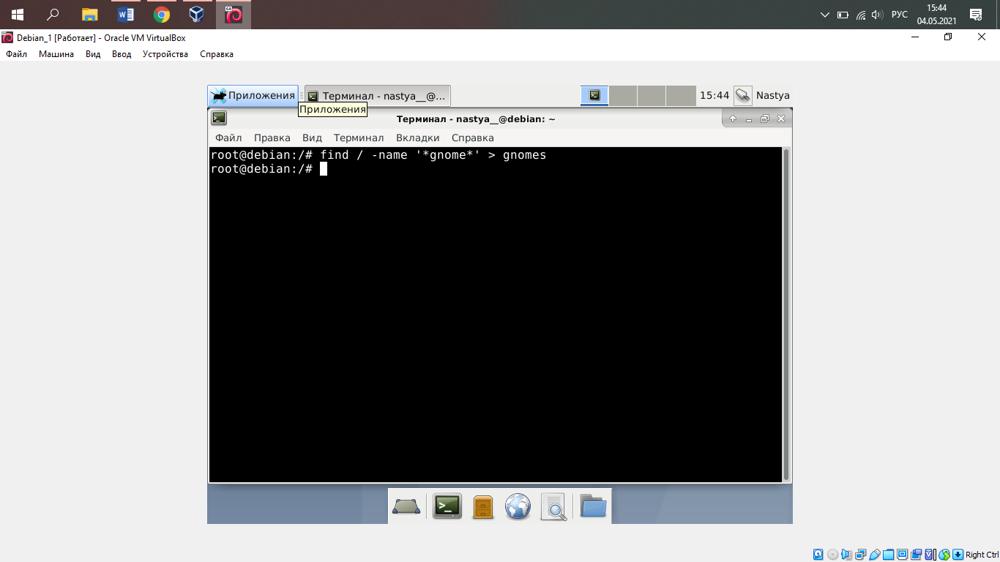 РУС
15:44
04.05.2021
Debian_1 [Работает] - Oracle VM VirtualBox
Файл Машина Вид Ввод Устройства Справка
Приложения Терминал - nastya__@... 15:44 Nastya
Приложения
Терминал - nastya__@debian: ~
Файл Правка Вид Терминал Вкладки Справка
root@debian:/# find / -name '*gnome*' > gnomes
root@debian:/#
Right Ctrl